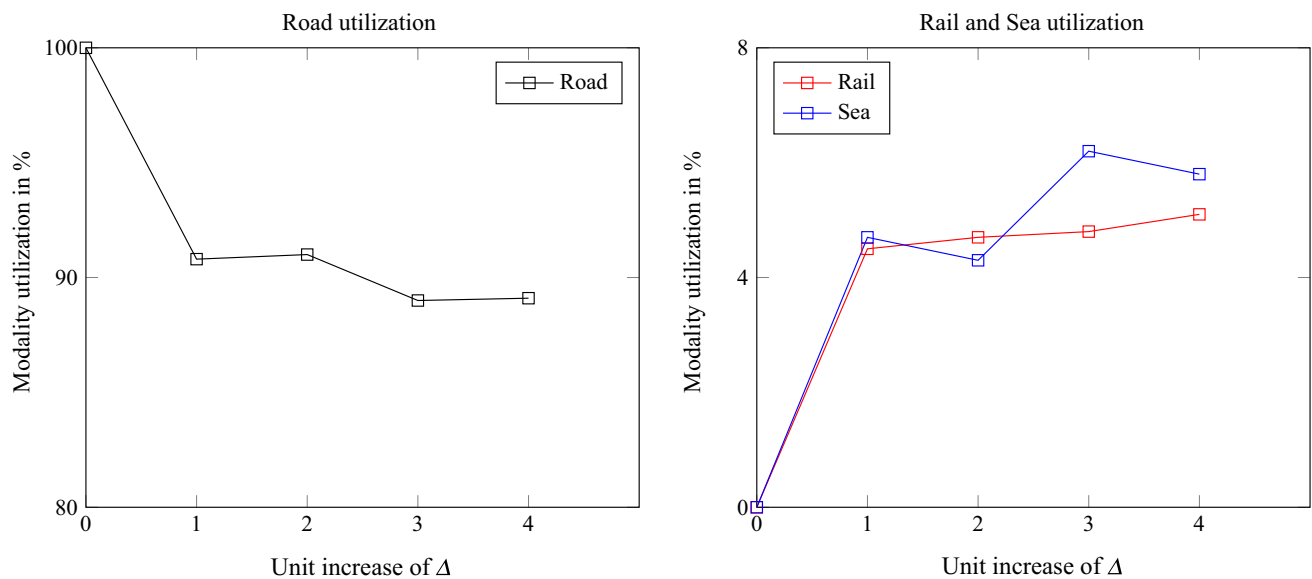 Road utilization
100
90
80
0 1 2 3 4
Modality utilization in %
Unit increase of Δ
Road
Rail and Sea utilization
8
4
0
0 1 2 3 4
Modality utilization in %
Unit increase of Δ
Rail
Sea